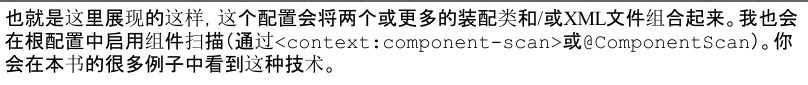 也就是这里展现的这样，这个配置会将两个或更多的装配类和/或XML文件组合起来。我也会
在根配置中启用组件扫描（通过<context:component-scan>或@ComponentScan）。你
会在本书的很多例子中看到这种技术。